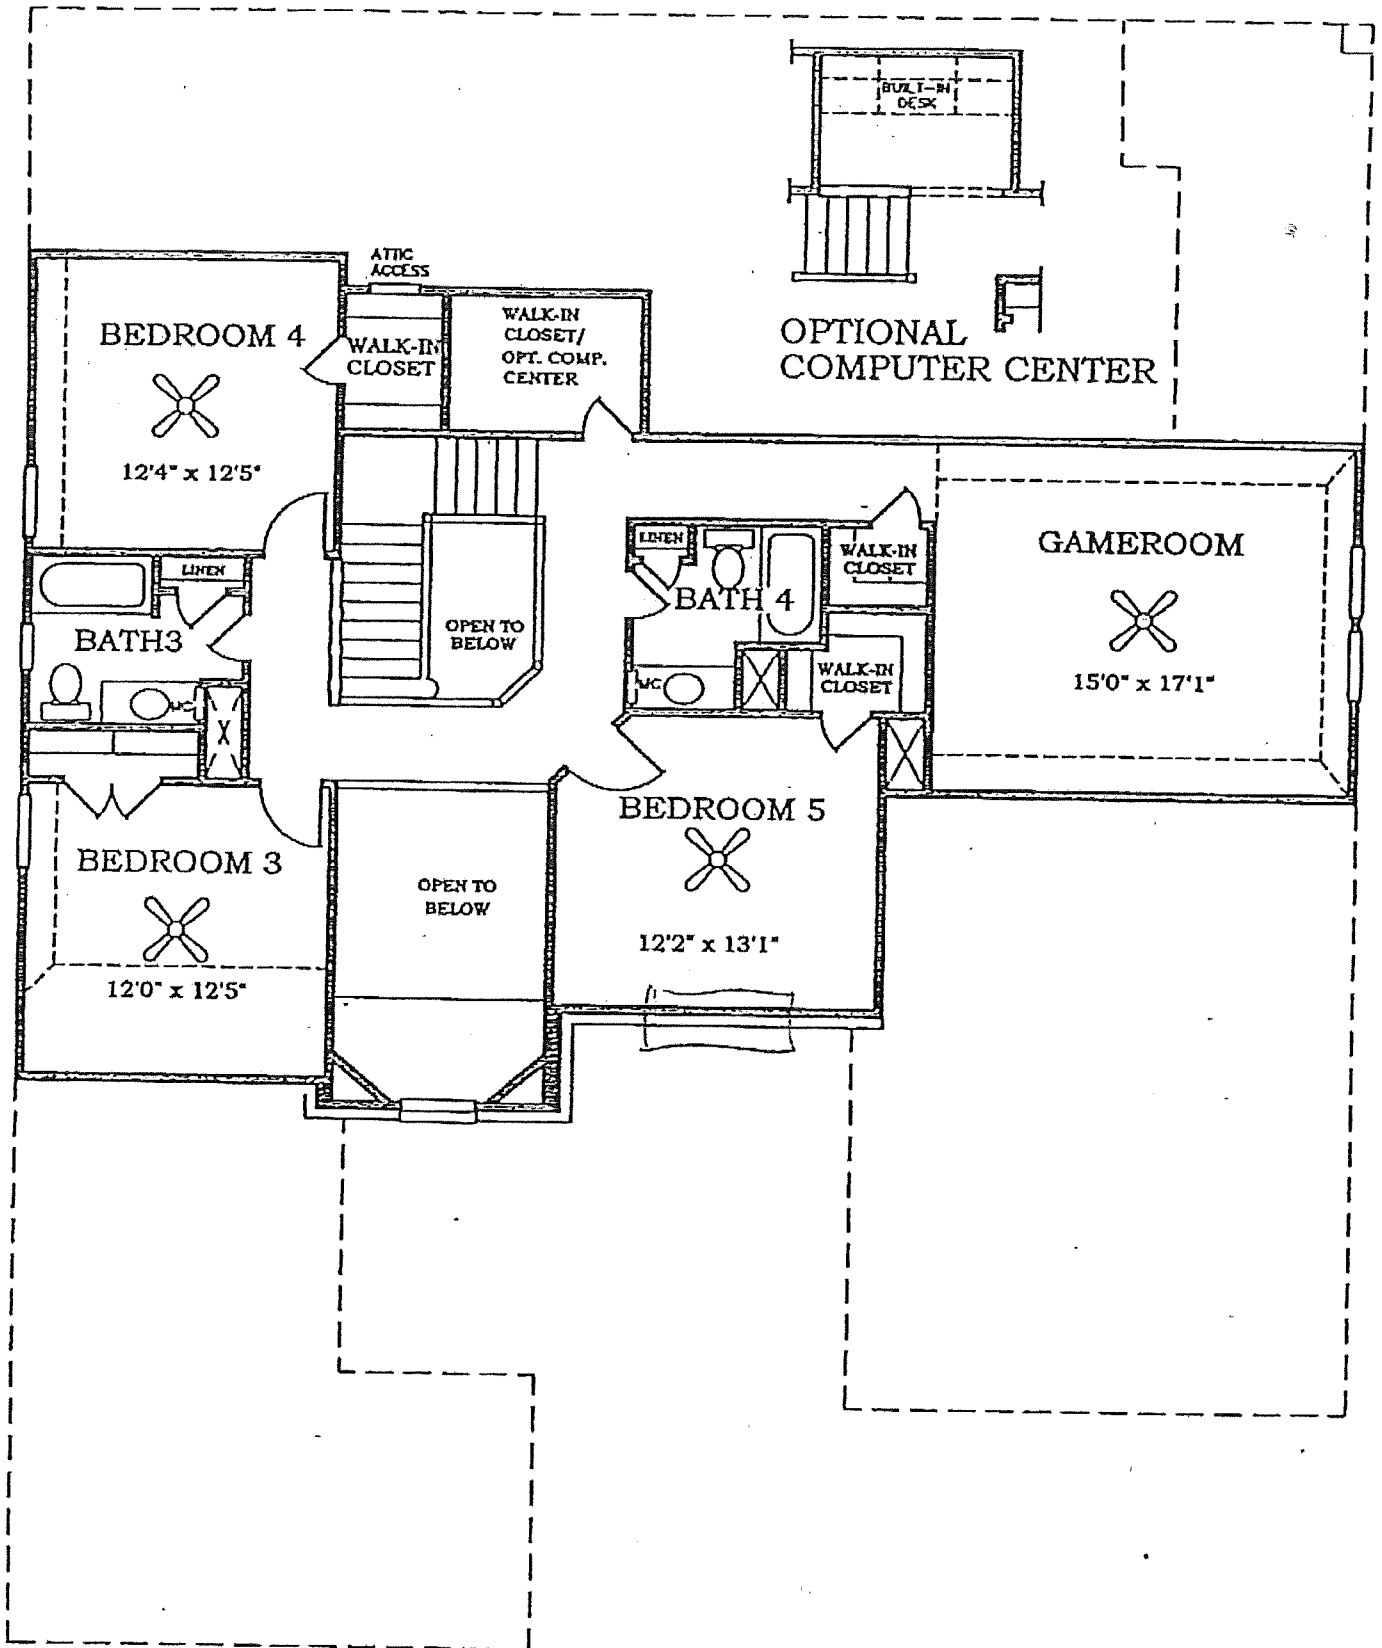 BUILT-IN
DESK
ATTIC
ACCESS
OPTIONAL
COMPUTER CENTER
BEDROOM 4
12'4" x 12'5"
WALK-IN
CLOSET
WALK-IN
CLOSET/
OPT. COMP.
CENTER
LINEN
BATH3
MC
OPEN TO
BELOW
LINEN
BATH 4
MC
WALK-IN
CLOSET
WALK-IN
CLOSET
GAMEROOM
15'0" x 17'1"
BEDROOM 3
12'0" x 12'5"
OPEN TO
BELOW
BEDROOM 5
12'2" x 13'1"